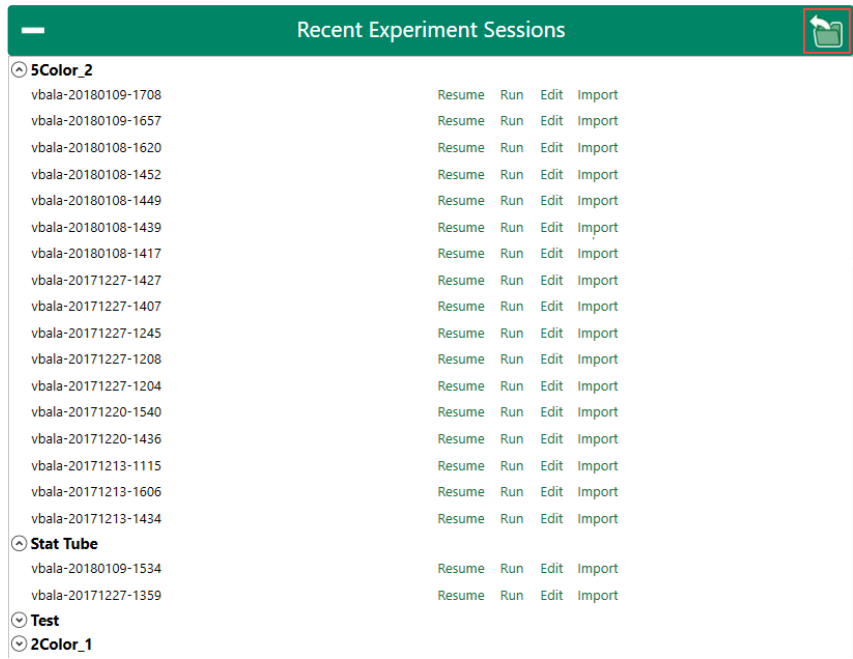 Recent Experiment Sessions
5Color_2
vbala-20180109-1708 Resume Run Edit Import
vbala-20180109-1657 Resume Run Edit Import
vbala-20180108-1620 Resume Run Edit Import
vbala-20180108-1452 Resume Run Edit Import
vbala-20180108-1449 Resume Run Edit Import
vbala-20180108-1439 Resume Run Edit Import
vbala-20180108-1417 Resume Run Edit Import
vbala-20171227-1427 Resume Run Edit Import
vbala-20171227-1407 Resume Run Edit Import
vbala-20171227-1245 Resume Run Edit Import
vbala-20171227-1208 Resume Run Edit Import
vbala-20171227-1204 Resume Run Edit Import
vbala-20171220-1540 Resume Run Edit Import
vbala-20171220-1436 Resume Run Edit Import
vbala-20171213-1115 Resume Run Edit Import
vbala-20171213-1606 Resume Run Edit Import
vbala-20171213-1434 Resume Run Edit Import
Stat Tube
vbala-20180109-1534 Resume Run Edit Import
vbala-20171227-1359 Resume Run Edit Import
Test
2Color_1